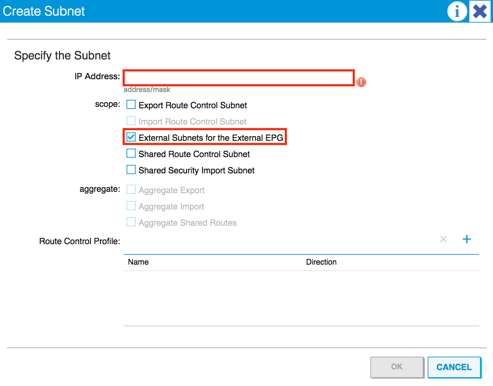 Create Subnet
Specify the Subnet
IP Address:
address/mask
scope:
Export Route Control Subnet
Import Route Control Subnet
External Subnets for the External EPG
Shared Route Control Subnet
Shared Security Import Subnet
aggregate:
Aggregate Export
Aggregate Import
Aggregate Shared Routes
Route Control Profile:
Name Direction
OK CANCEL